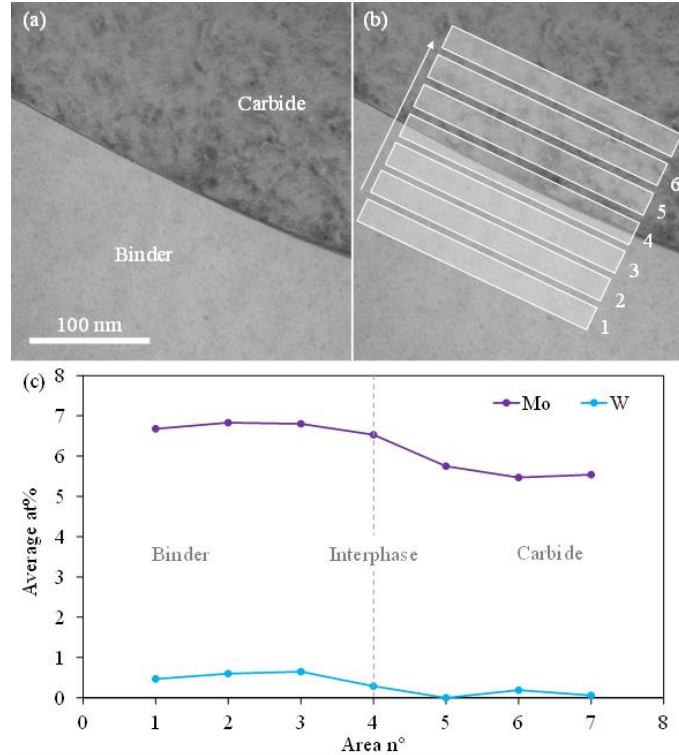 (a)
Carbide
Binder
100 nm
(b)
6
5
4
3
2
1
(c)
8
7
6
5
4
3
2
1
0
Average at%
Mo
W
Binder
Interphase
Carbide
0 1 2 3 4 5 6 7 8
Area n°